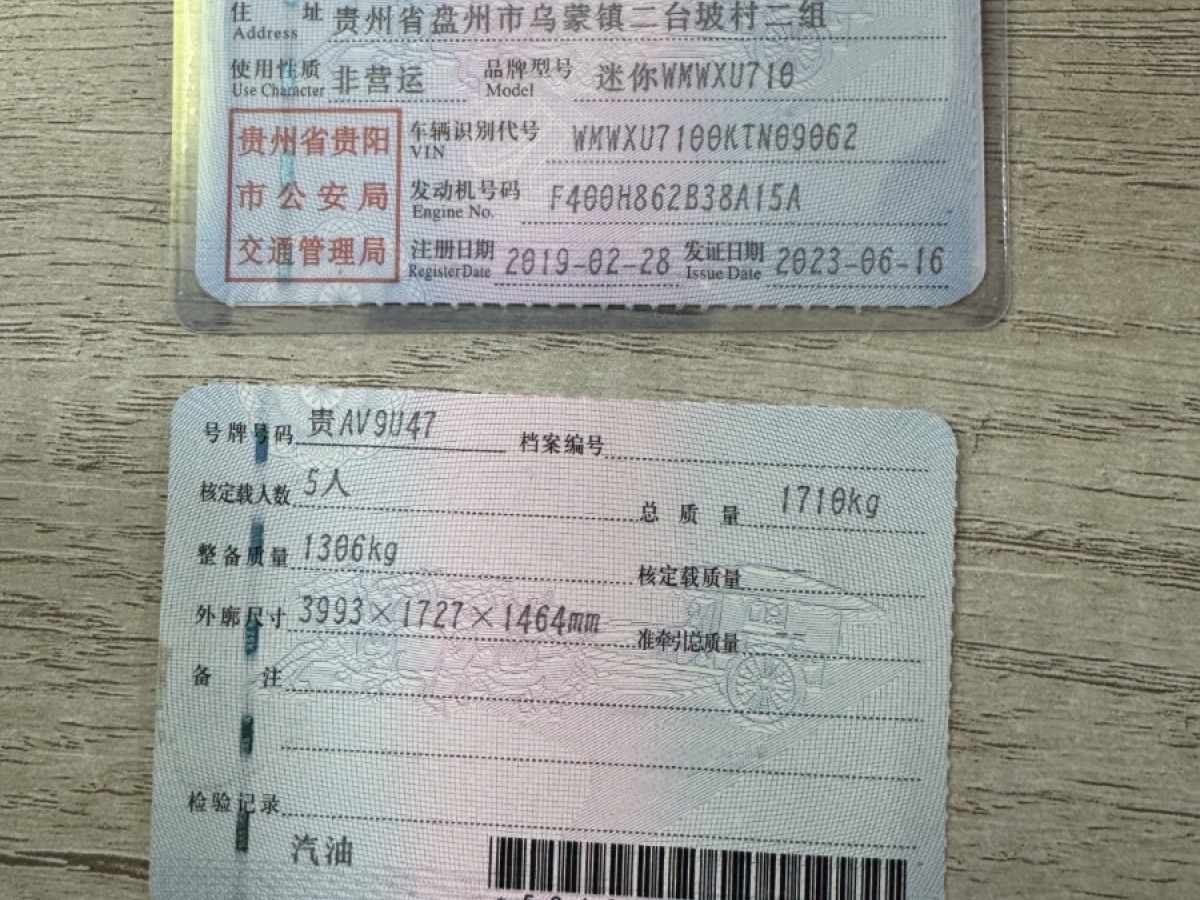 住 址 贵州省盘州市乌蒙镇二台坡村二组
Address
使用性质 非营运 品牌型号 迷你WMWXU710
Use Character Model
贵州省贵阳
市公安局
交通管理局
车辆识别代号 WMWXU7100KTN09062
VIN
发动机号码 F400H862B38A15A
Engine No.
注册日期 2019-02-28 发证日期 2023-06-16
Register Date Issue Date
号牌号码 贵AV9U47 档案编号
核定载人数 5人 总质量 1710kg
整备质量 1306kg 核定载质量 --
外廓尺寸 3993×1727×1464mm 准牵引总质量 --
备 注
检验记录
汽油